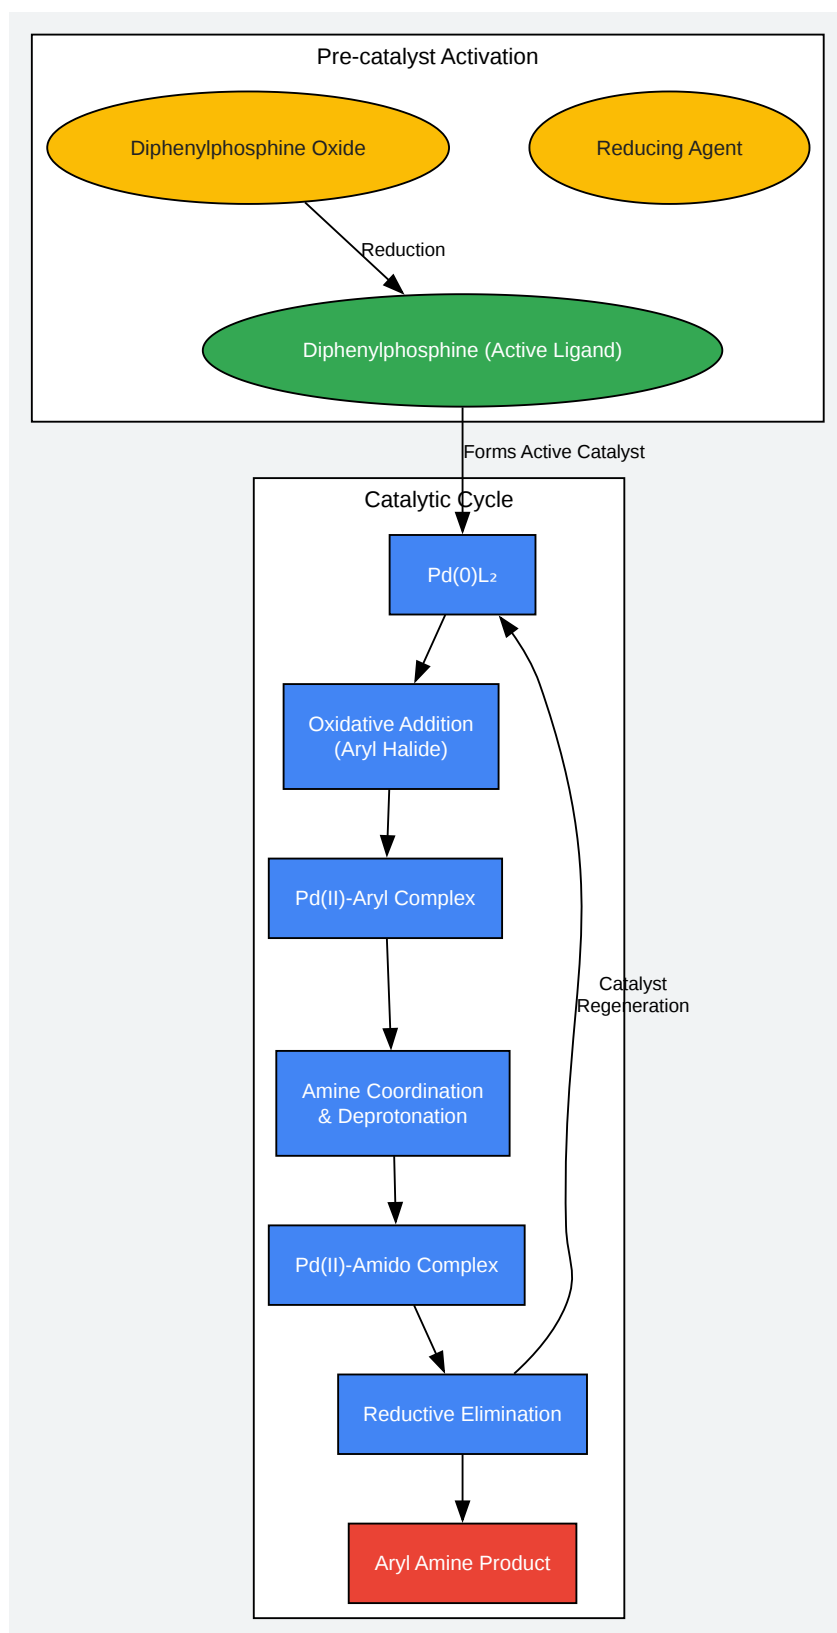 Pre-catalyst Activation
Diphenylphosphine Oxide
Reducing Agent
Reduction
Diphenylphosphine (Active Ligand)
Forms Active Catalyst
Catalytic Cycle
Pd(0)L₂
Oxidative Addition
(Aryl Halide)
Pd(II)-Aryl Complex
Catalyst
Regeneration
Amine Coordination
& Deprotonation
Pd(II)-Amido Complex
Reductive Elimination
Aryl Amine Product